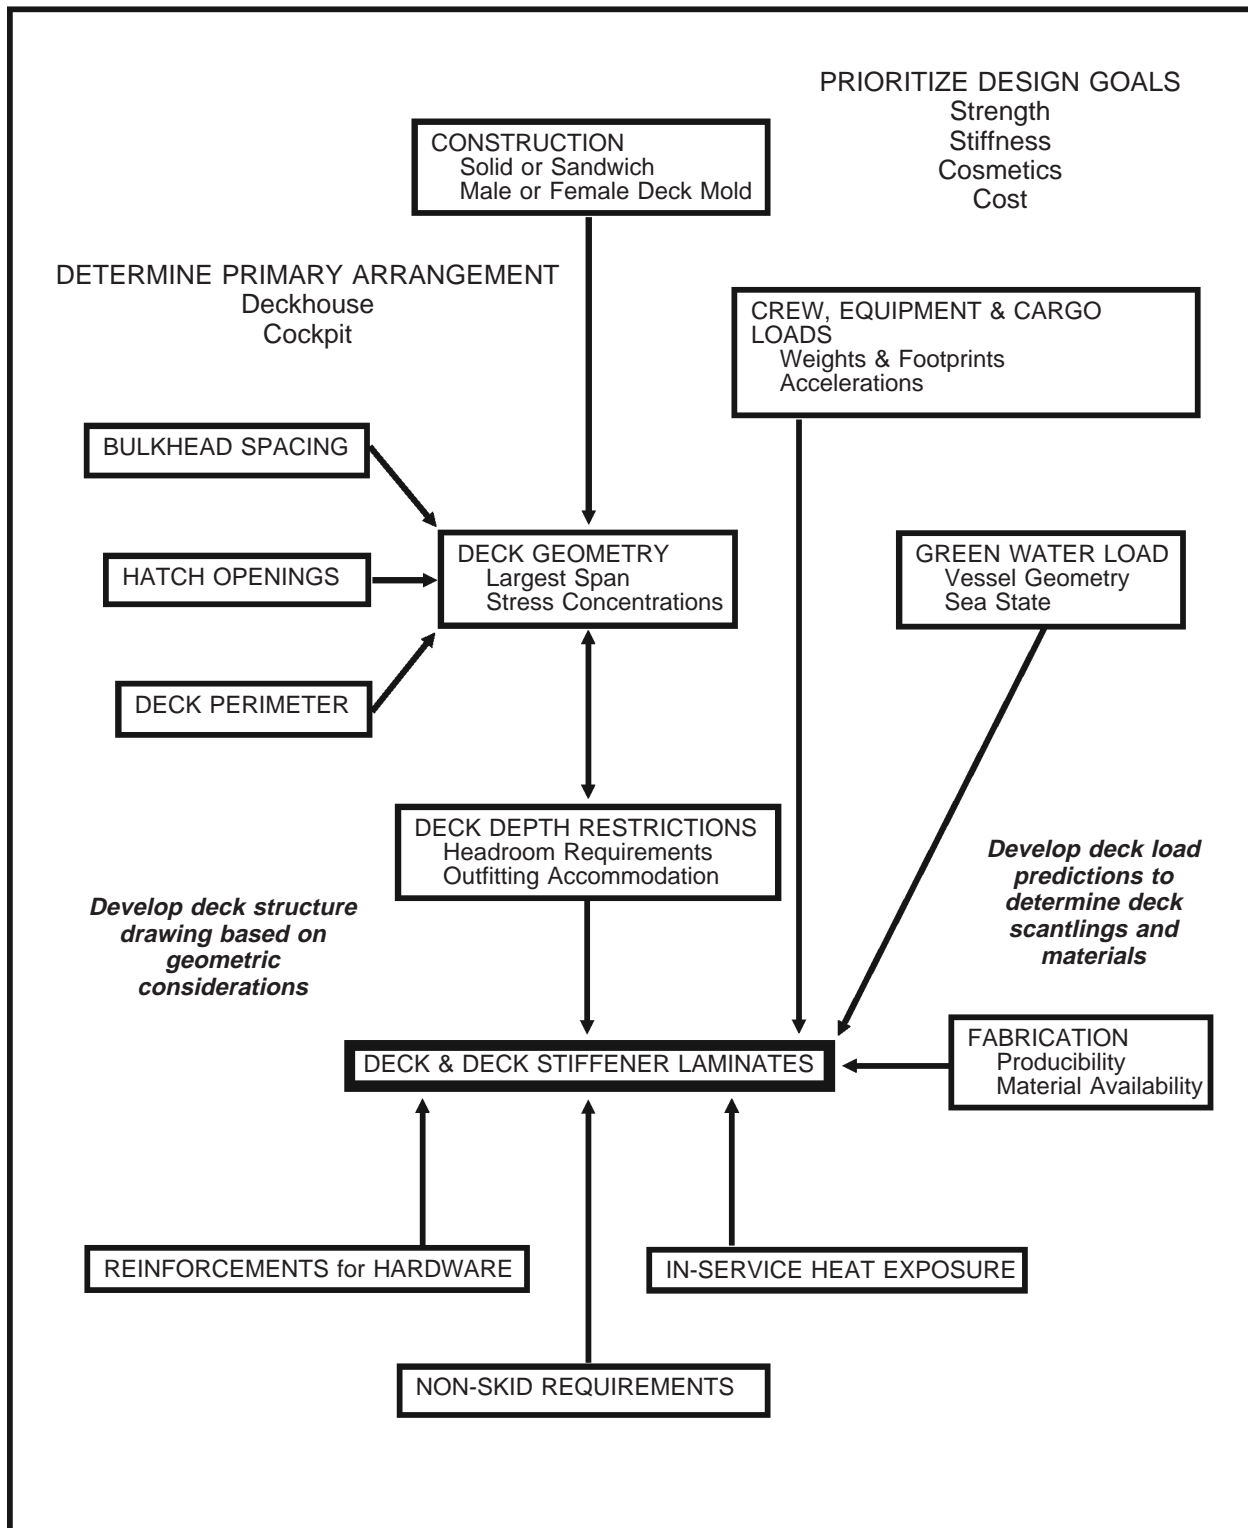 PRIORITIZE DESIGN GOALS
Strength
Stiffness
Cosmetics
Cost
CONSTRUCTION
Solid or Sandwich
Male or Female Deck Mold
DETERMINE PRIMARY ARRANGEMENT
Deckhouse
Cockpit
CREW, EQUIPMENT & CARGO
LOADS
Weights & Footprints
Accelerations
BULKHEAD SPACING
HATCH OPENINGS
DECK PERIMETER
DECK GEOMETRY
Largest Span
Stress Concentrations
GREEN WATER LOAD
Vessel Geometry
Sea State
DECK DEPTH RESTRICTIONS
Headroom Requirements
Outfitting Accommodation
Develop deck structure
drawing based on
geometric
considerations
Develop deck load
predictions to
determine deck
scantlings and
materials
DECK & DECK STIFFENER LAMINATES
FABRICATION
Producibility
Material Availability
REINFORCEMENTS for HARDWARE
IN-SERVICE HEAT EXPOSURE
NON-SKID REQUIREMENTS